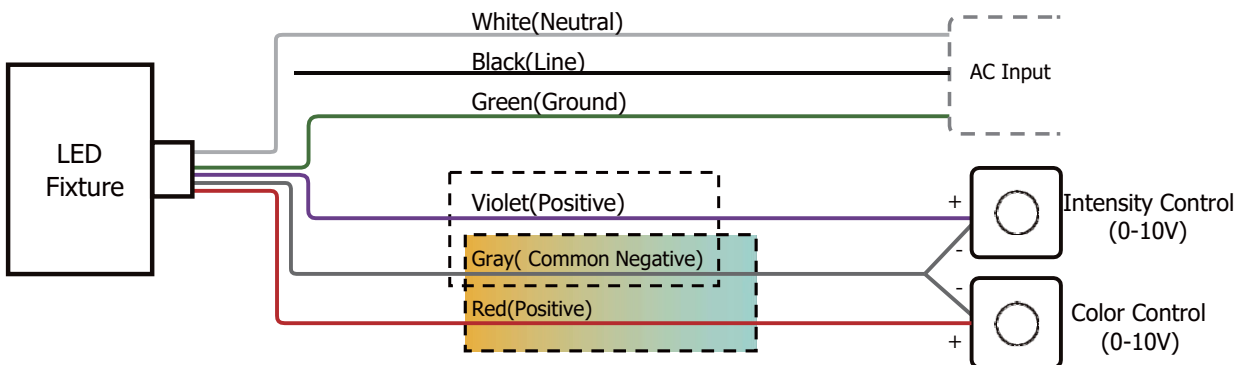 White(Neutral)
Black(Line)
AC Input
Green(Ground)
LED
Fixture
Violet(Positive)
+
-
Intensity Control
(0-10V)
Gray( Common Negative)
-
Red(Positive)
+
Color Control
(0-10V)